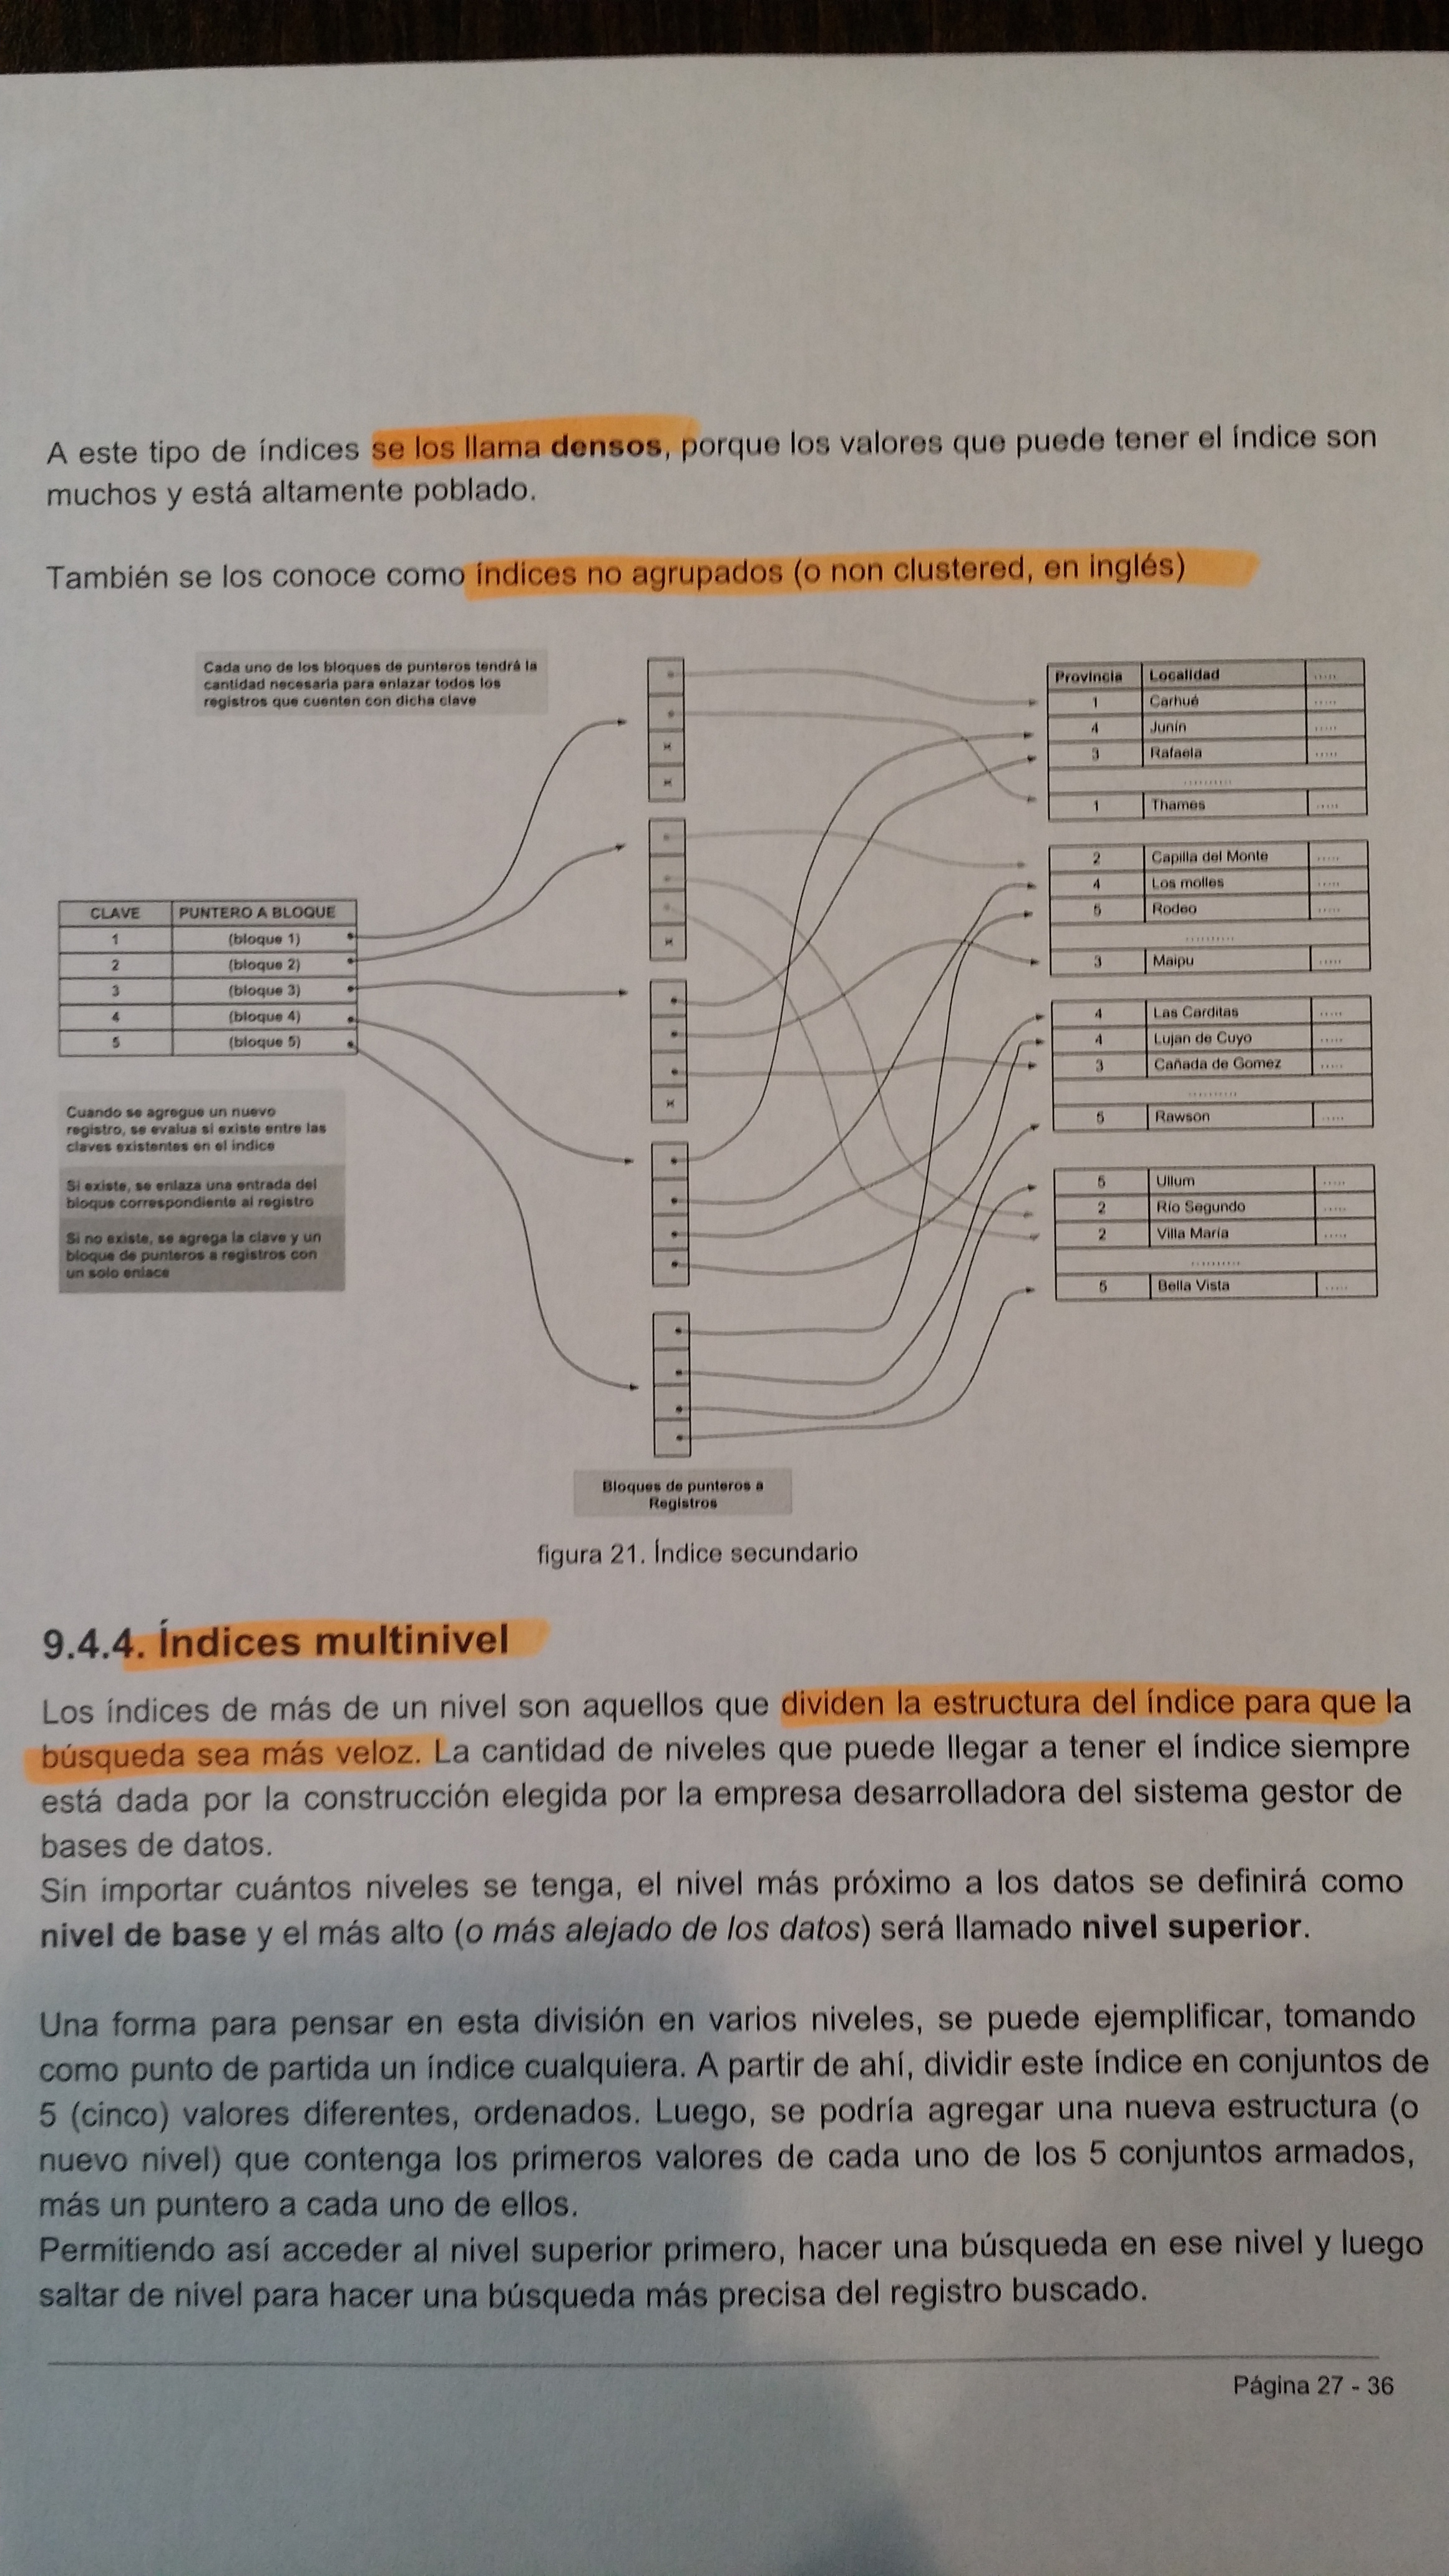 A este tipo de índices se los llama densos, porque los valores que puede tener el índice son
muchos y está altamente poblado.
También se los conoce como índices no agrupados (o non clustered, en inglés)
Cada uno de los bloques de punteros tendrá la
cantidad necesaria para enlazar todos los
registros que cuenten con dicha clave
CLAVE PUNTERO A BLOQUE
1 (bloque 1)
2 (bloque 2)
3 (bloque 3)
4 (bloque 4)
5 (bloque 5)
Cuando se agregue un nuevo
registro, se evalua si existe entre las
claves existentes en el indice
Si existe, se enlaza una entrada del
bloque correspondiente al registro
Si no existe, se agrega la clave y un
bloque de punteros a registros con
un solo enlace
Provincia Localidad .....
1 Carhué .....
4 Junín .....
3 Rafaela .....
..........
1 Thames .....
2 Capilla del Monte .....
4 Los molles .....
5 Rodeo .....
..........
3 Maipu .....
4 Las Carditas .....
4 Lujan de Cuyo .....
3 Cañada de Gomez .....
..........
5 Rawson .....
5 Ullum .....
2 Río Segundo .....
2 Villa María .....
..........
5 Bella Vista .....
Bloques de punteros a
Registros
figura 21. Índice secundario
9.4.4. Índices multinivel
Los índices de más de un nivel son aquellos que dividen la estructura del índice para que la
búsqueda sea más veloz. La cantidad de niveles que puede llegar a tener el índice siempre
está dada por la construcción elegida por la empresa desarrolladora del sistema gestor de
bases de datos.
Sin importar cuántos niveles se tenga, el nivel más próximo a los datos se definirá como
nivel de base y el más alto (o más alejado de los datos) será llamado nivel superior.
Una forma para pensar en esta división en varios niveles, se puede ejemplificar, tomando
como punto de partida un índice cualquiera. A partir de ahí, dividir este índice en conjuntos de
5 (cinco) valores diferentes, ordenados. Luego, se podría agregar una nueva estructura (o
nuevo nivel) que contenga los primeros valores de cada uno de los 5 conjuntos armados,
más un puntero a cada uno de ellos.
Permitiendo así acceder al nivel superior primero, hacer una búsqueda en ese nivel y luego
saltar de nivel para hacer una búsqueda más precisa del registro buscado.
Página 27 - 36